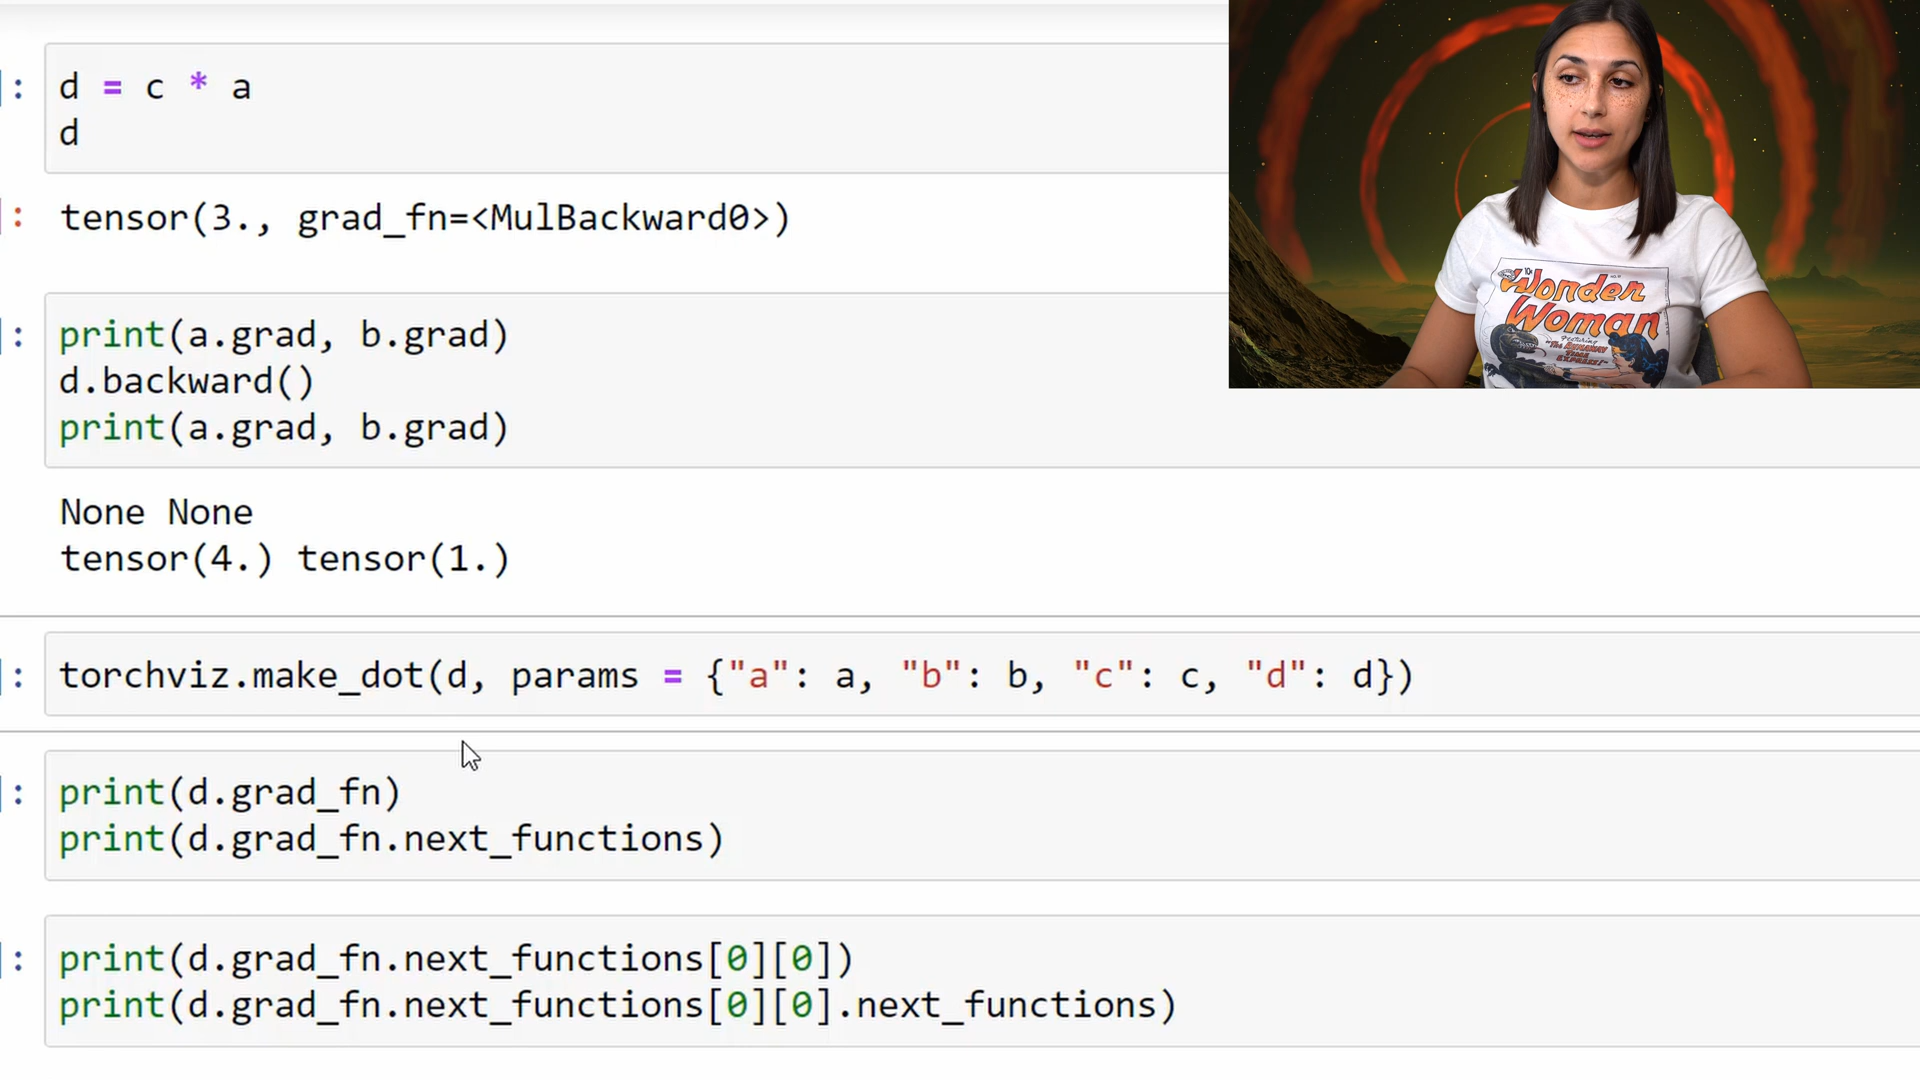 ]: d = c * a
d
]: tensor(3., grad_fn=<MulBackward0>)
]: print(a.grad, b.grad)
d.backward()
print(a.grad, b.grad)
None None
tensor(4.) tensor(1.)
]: torchviz.make_dot(d, params = {"a": a, "b": b, "c": c, "d": d})
]: print(d.grad_fn)
print(d.grad_fn.next_functions)
]: print(d.grad_fn.next_functions[0][0])
print(d.grad_fn.next_functions[0][0].next_functions)
10¢
Wonder
Woman
Featuring